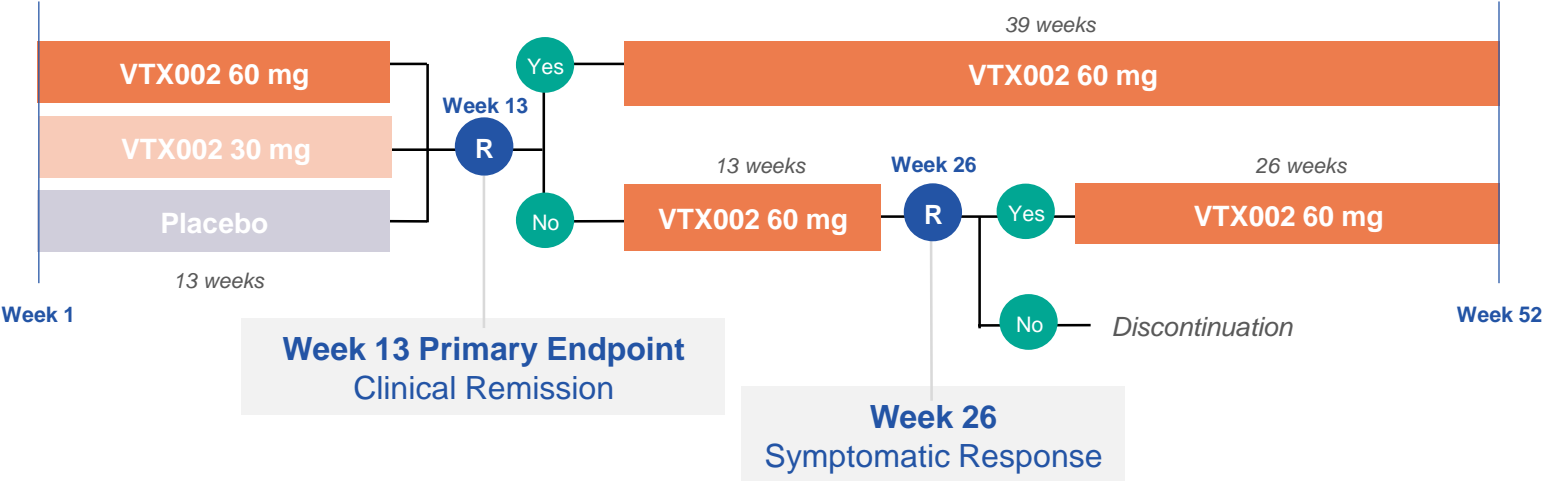 39 weeks
VTX002 60 mg
Yes
VTX002 60 mg
Week 13
R
VTX002 30 mg
13 weeks
Week 26
26 weeks
Placebo
No
VTX002 60 mg
R
Yes
VTX002 60 mg
13 weeks
Week 1
No
Discontinuation
Week 52
Week 13 Primary Endpoint
Clinical Remission
Week 26
Symptomatic Response